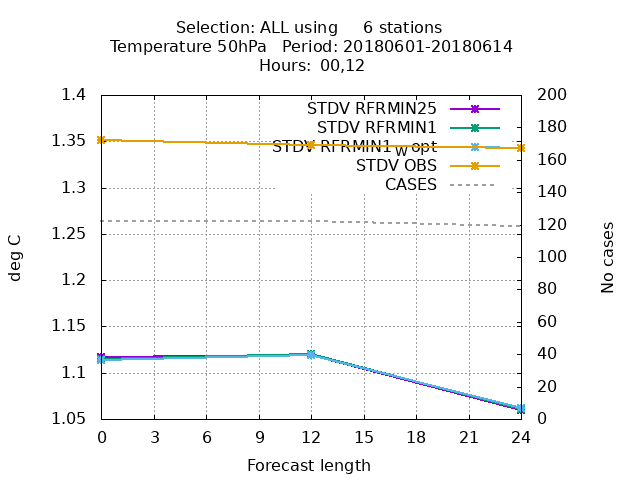 Selection: ALL using     6 stations
Temperature 50hPa   Period: 20180601-20180614
Hours: 00,12
1.4
1.35
1.3
1.25
1.2
1.15
1.1
1.05
200
180
160
140
120
100
80
60
40
20
0
STDV RFRMIN25
STDV RFRMIN1
STDV RFRMIN1wopt
STDV OBS
CASES
deg C
No cases
0 3 6 9 12 15 18 21 24
Forecast length